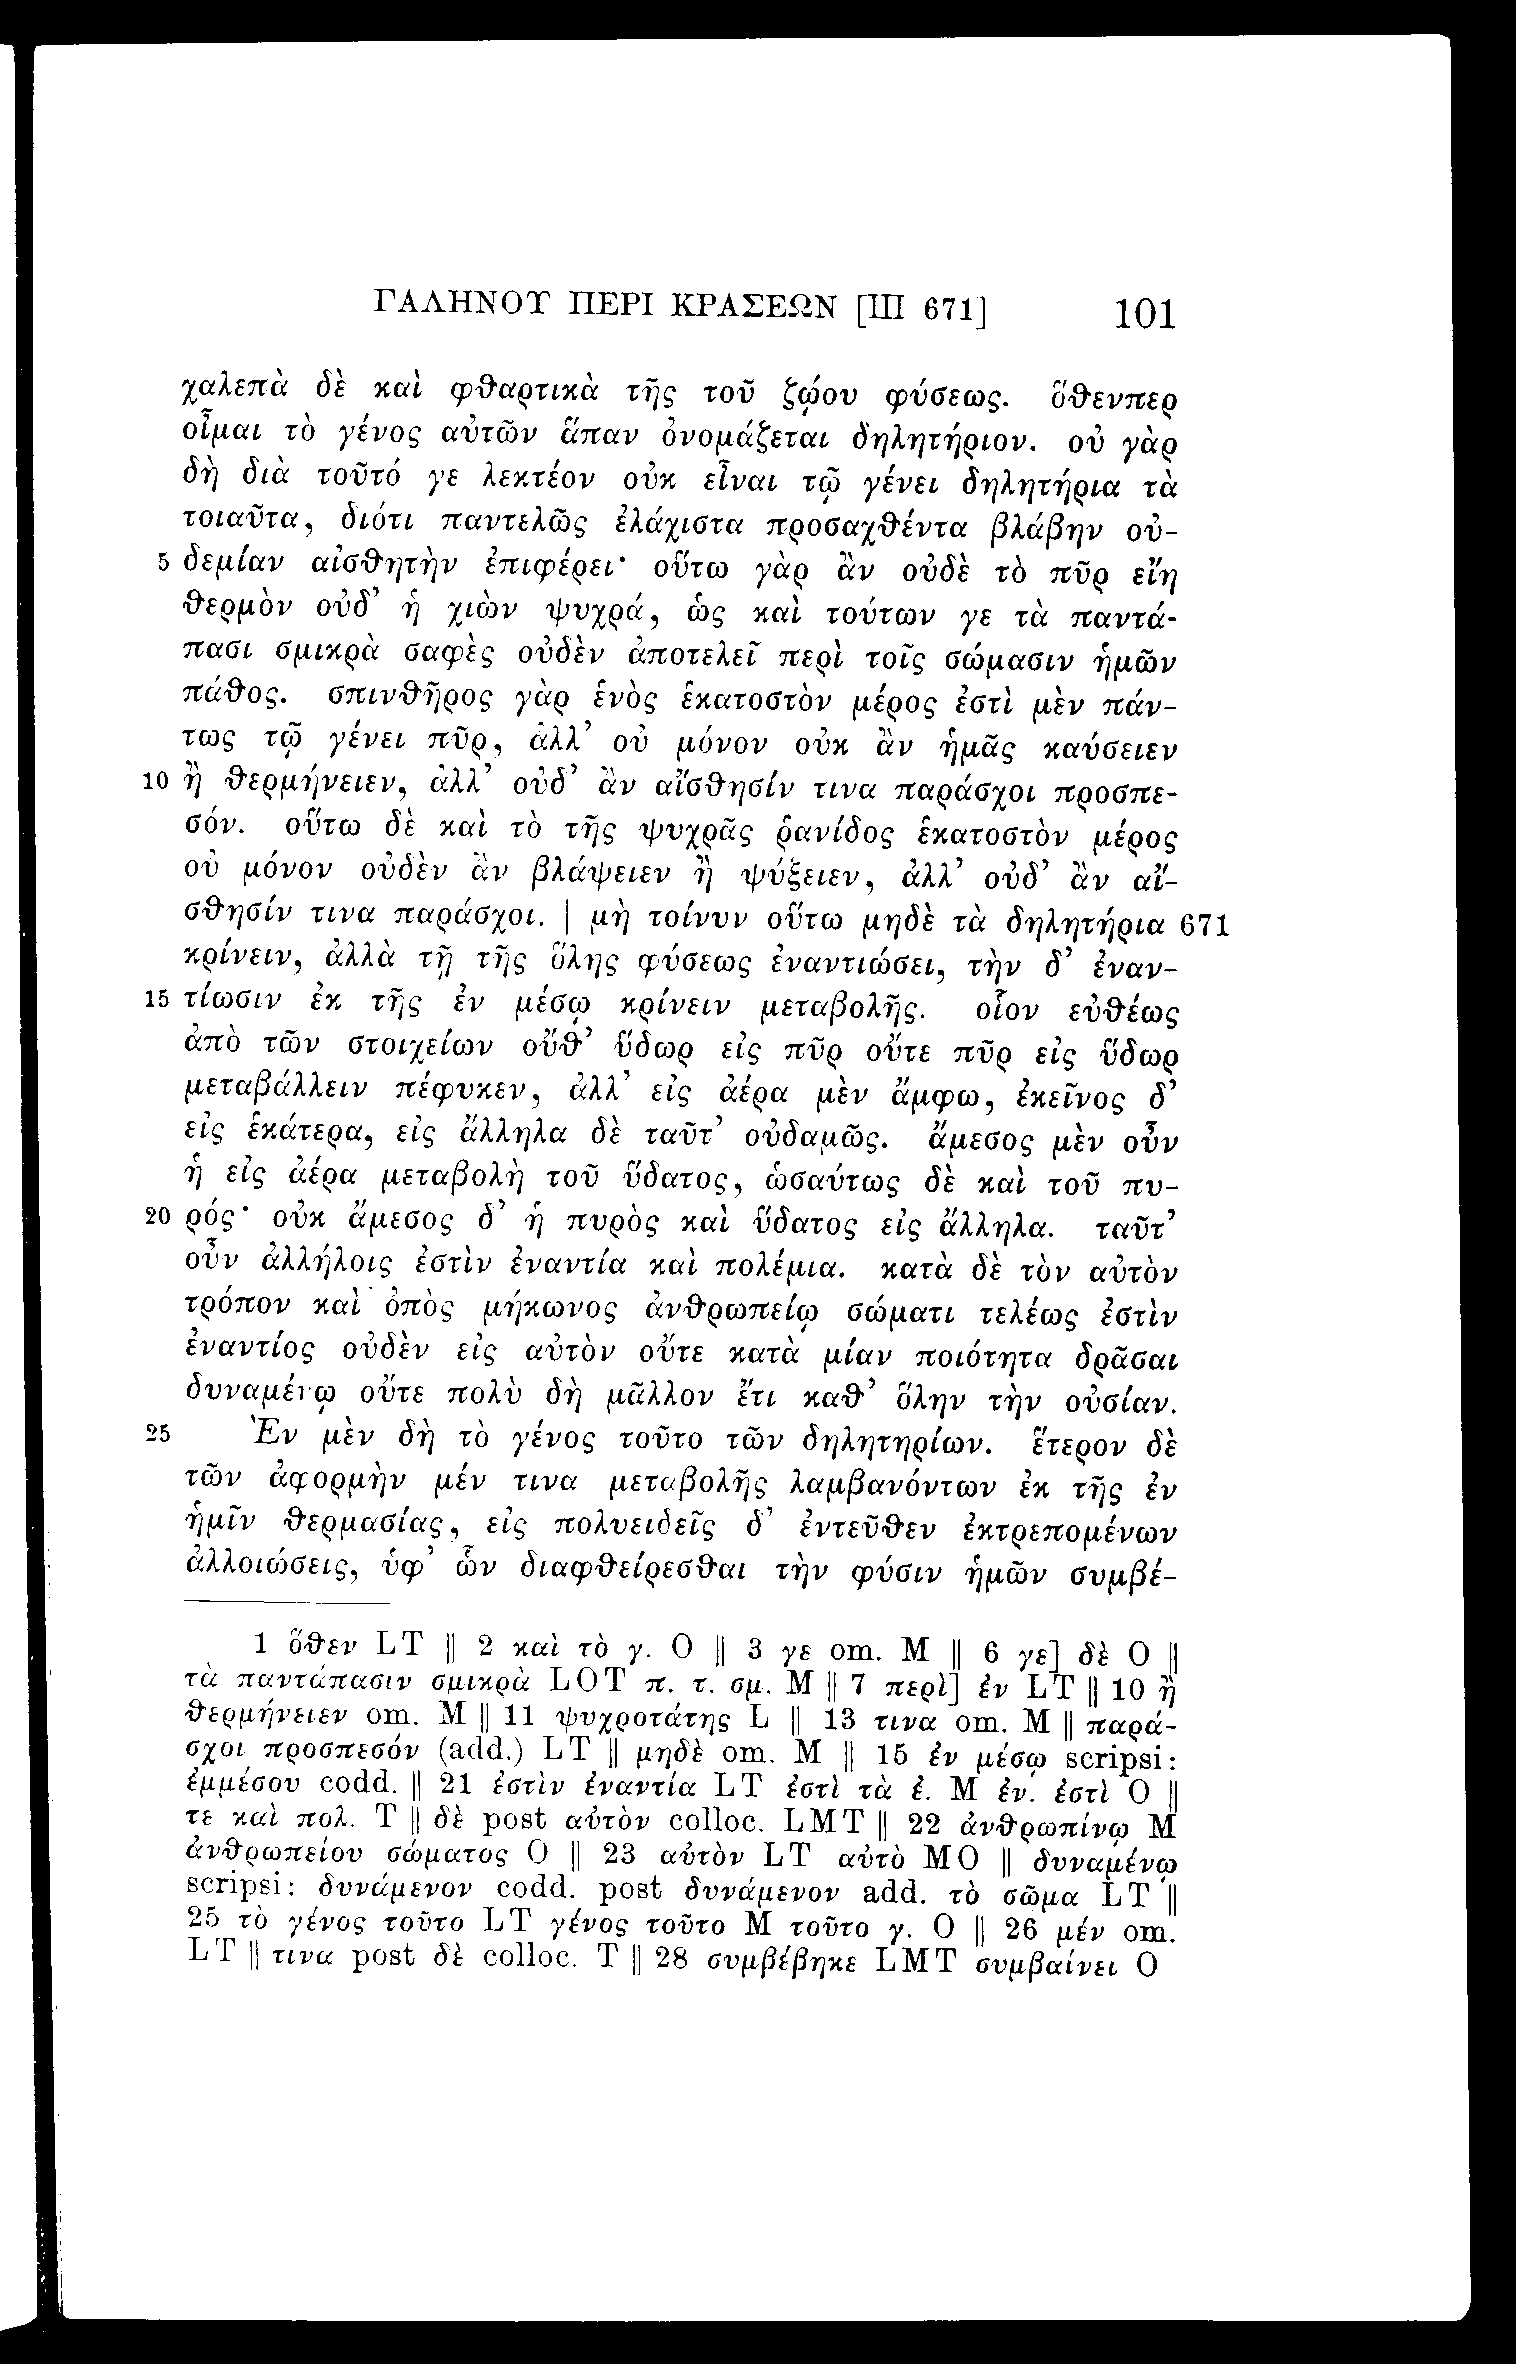 ΓΑΛΗΝΟΥ ΠΕΡΙ ΚΡΑΣΕΩΝ [III 671] 101
χαλεπὰ δὲ καὶ φθαρτικὰ τῆς τοῦ ζῴου φύσεως. ὅθενπερ
οἶμαι τὸ γένος αὐτῶν ἅπαν ὀνομάζεται δηλητήριον. οὐ γὰρ
δὴ διὰ τοῦτό γε λεκτέον οὐκ εἶναι τῷ γένει δηλητήρια τὰ
τοιαῦτα, διότι παντελῶς ἐλάχιστα προσαχθέντα βλάβην οὐ-
5 δεμίαν αἰσθητὴν ἐπιφέρει· οὕτω γὰρ ἂν οὐδὲ τὸ πῦρ εἴη
θερμὸν οὐδ’ ἡ χιὼν ψυχρά, ὡς καὶ τούτων γε τὰ παντά-
πασι σμικρὰ σαφὲς οὐδὲν ἀποτελεῖ περὶ τοῖς σώμασιν ἡμῶν
πάθος. σπινθῆρος γὰρ ἑνὸς ἑκατοστὸν μέρος ἐστὶ μὲν πάν-
τως τῷ γένει πῦρ, ἀλλ’ οὐ μόνον οὐκ ἂν ἡμᾶς καύσειεν
10 ἢ θερμήνειεν, ἀλλ’ οὐδ’ ἂν αἴσθησίν τινα παράσχοι προσπε-
σόν. οὕτω δὲ καὶ τὸ τῆς ψυχρᾶς ῥανίδος ἑκατοστὸν μέρος
οὐ μόνον οὐδὲν ἂν βλάψειεν ἢ ψύξειεν, ἀλλ’ οὐδ’ ἂν αἴ-
σθησίν τινα παράσχοι. | μὴ τοίνυν οὕτω μηδὲ τὰ δηλητήρια 671
κρίνειν, ἀλλὰ τῇ τῆς ὅλης φύσεως ἐναντιώσει, τὴν δ’ ἐναν-
15 τίωσιν ἐκ τῆς ἐν μέσῳ κρίνειν μεταβολῆς. οἷον εὐθέως
ἀπὸ τῶν στοιχείων οὔθ’ ὕδωρ εἰς πῦρ οὔτε πῦρ εἰς ὕδωρ
μεταβάλλειν πέφυκεν, ἀλλ’ εἰς ἀέρα μὲν ἄμφω, ἐκεῖνος δ’
εἰς ἑκάτερα, εἰς ἄλληλα δὲ ταῦτ’ οὐδαμῶς. ἄμεσος μὲν οὖν
ἡ εἰς ἀέρα μεταβολὴ τοῦ ὕδατος, ὡσαύτως δὲ καὶ τοῦ πυ-
20 ρός· οὐκ ἄμεσος δ’ ἡ πυρὸς καὶ ὕδατος εἰς ἄλληλα. ταῦτ’
οὖν ἀλλήλοις ἐστὶν ἐναντία καὶ πολέμια. κατὰ δὲ τὸν αὐτὸν
τρόπον καὶ ὀπὸς μήκωνος ἀνθρωπείῳ σώματι τελέως ἐστὶν
ἐναντίος οὐδὲν εἰς αὐτὸν οὔτε κατὰ μίαν ποιότητα δρᾶσαι
δυναμένῳ οὔτε πολὺ δὴ μᾶλλον ἔτι καθ’ ὅλην τὴν οὐσίαν.
25 Ἓν μὲν δὴ τὸ γένος τοῦτο τῶν δηλητηρίων. ἕτερον δὲ
τῶν ἀφορμὴν μέν τινα μεταβολῆς λαμβανόντων ἐκ τῆς ἐν
ἡμῖν θερμασίας, εἰς πολυειδεῖς δ’ ἐντεῦθεν ἐκτρεπομένων
ἀλλοιώσεις, ὑφ’ ὧν διαφθείρεσθαι τὴν φύσιν ἡμῶν συμβέ-
1 ὅθεν LT || 2 καὶ τὸ γ. O || 3 γε om. M || 6 γε] δὲ O ||
τὰ παντάπασιν σμικρὰ LOT π. τ. σμ. M || 7 περὶ] ἐν LT || 10 ἢ
θερμήνειεν om. M || 11 ψυχροτάτης L || 13 τινα om. M || παρά-
σχοι προσπεσόν (add.) LT || μηδὲ om. M || 15 ἐν μέσῳ scripsi:
ἐμμέσου codd. || 21 ἐστὶν ἐναντία LT ἐστὶ τὰ ἐ. M ἐν. ἐστὶ O ||
τε καὶ πολ. T || δὲ post αὐτὸν colloc. LMT || 22 ἀνθρωπίνῳ M
ἀνθρωπείου σώματος O || 23 αὐτὸν LT αὐτὸ MO || δυναμένῳ
scripsi: δυνάμενον codd. post δυνάμενον add. τὸ σῶμα LT ||
25 τὸ γένος τοῦτο LT γένος τοῦτο M τοῦτο γ. O || 26 μέν om.
LT || τινα post δὲ colloc. T || 28 συμβέβηκε LMT συμβαίνει O